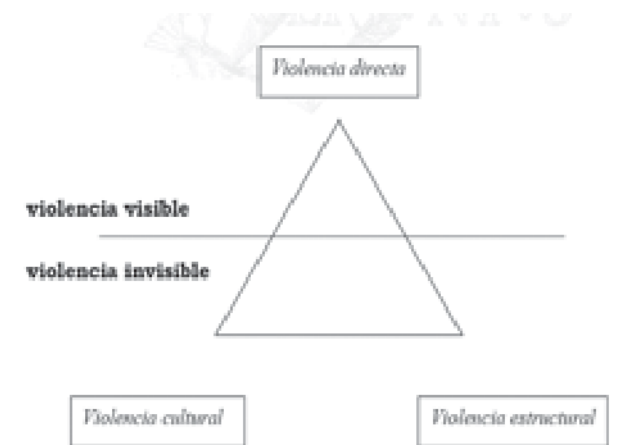 Violencia directa
violencia visible
violencia invisible
Violencia cultural
Violencia estructural